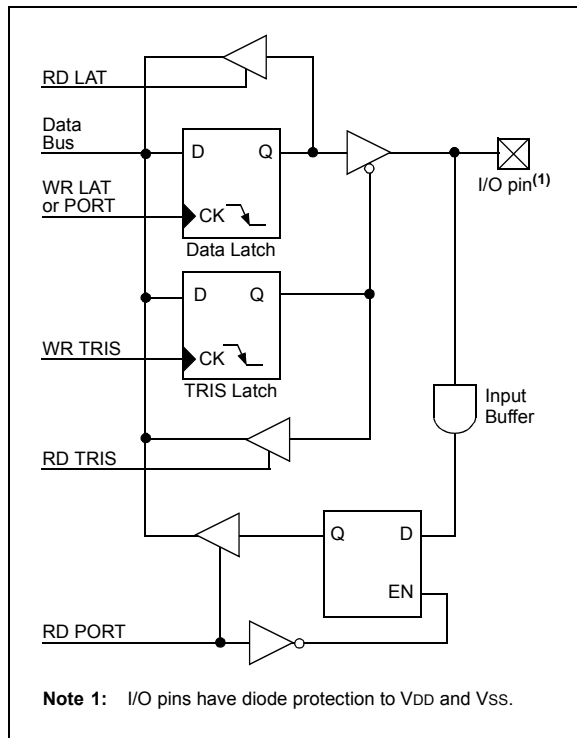 RD LAT
Data
Bus
D Q
I/O pin(1)
WR LAT
or PORT
CK
Data Latch
D Q
WR TRIS
CK
TRIS Latch
Input
Buffer
RD TRIS
Q D
EN
RD PORT
Note 1: I/O pins have diode protection to VDD and VSS.